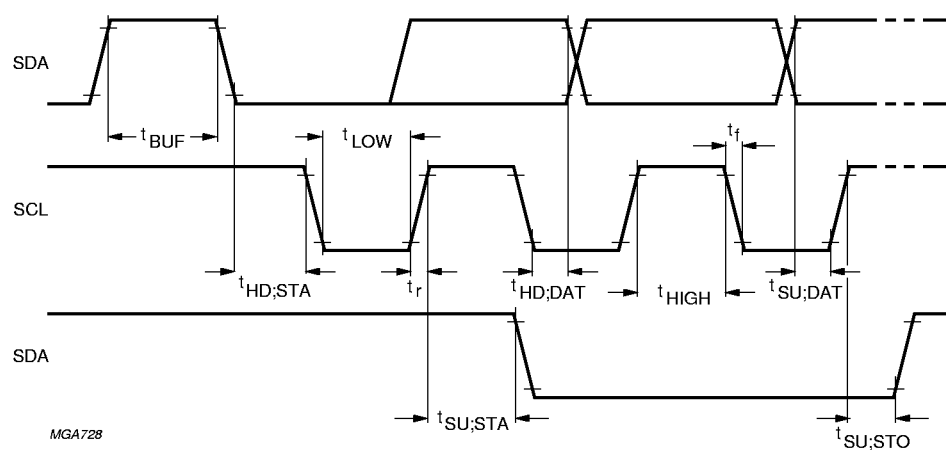 SDA
tBUF
tLOW
tf
SCL
tHD;STA
tr
tHD;DAT
tHIGH
tSU;DAT
SDA
tSU;STA
tSU;STO
MGA728